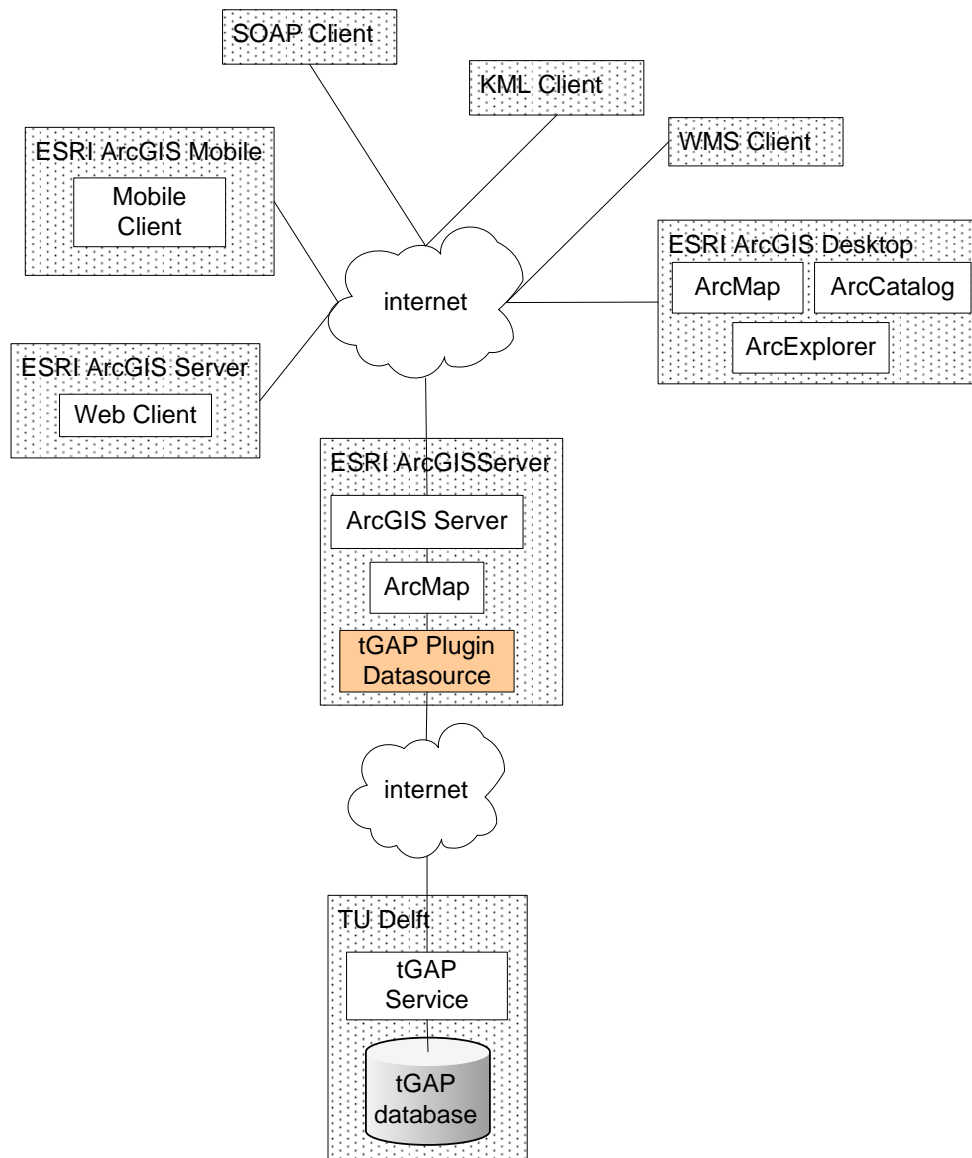 SOAP Client
KML Client
WMS Client
ESRI ArcGIS Mobile
Mobile
Client
ESRI ArcGIS Desktop
ArcMap
ArcCatalog
ArcExplorer
internet
ESRI ArcGIS Server
Web Client
ESRI ArcGISServer
ArcGIS Server
ArcMap
tGAP Plugin
Datasource
internet
TU Delft
tGAP
Service
tGAP
database